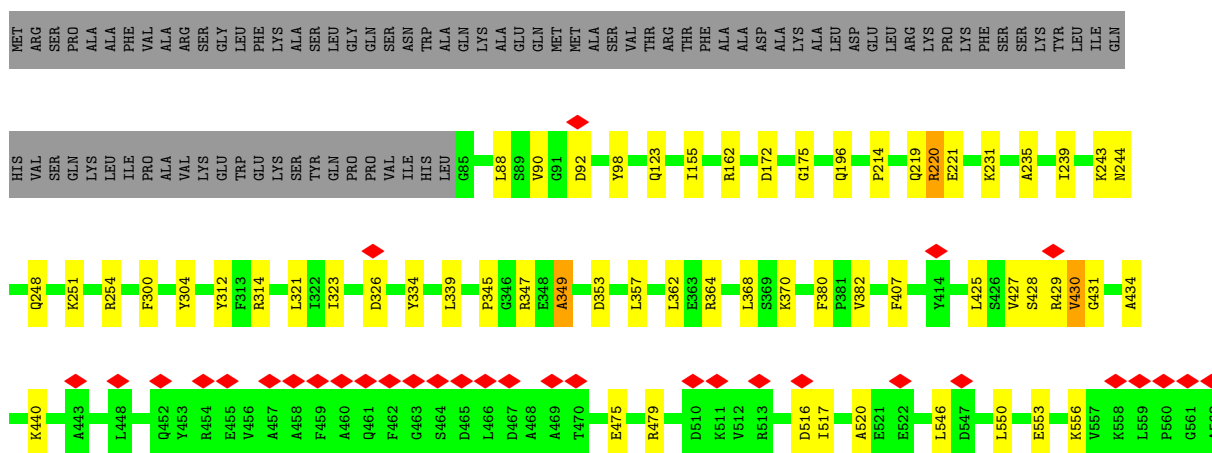 MET ARG SER PRO ALA ALA PHE VAL ALA ARG SER GLY LEU PHE LYS ALA SER LEU GLY GLN SER ASN TRP ALA GLN LYS ALA GLU GLN MET MET ALA SER VAL THR ARG THR PHE ALA ALA ASP ALA LYS ALA LEU ASP GLU LEU ARG LYS PRO LYS PHE SER SER LYS TYR LEU ILE GLN
HIS VAL SER GLN LYS LEU ILE PRO ALA VAL LYS GLU TRP GLU LYS SER TYR GLN PRO PRO VAL ILE HIS LEU G85 L88 S89 V90 G91 D92 Y98 Q123 I155 R162 D172 G175 Q196 P214 Q219 R220 E221 K231 A235 I239 K243 N244
Q248 K251 R254 F300 Y304 Y312 F313 R314 L321 I322 I323 D326 Y334 L339 P345 G346 R347 E348 A349 D353 L357 L362 E363 R364 L368 S369 K370 F380 P381 V382 F407 Y414 L425 S426 V427 S428 R429 V430 G431 A434
K440 A443 L448 Q452 Y453 R454 E455 V456 A457 A458 F459 A460 Q461 F462 G463 S464 D465 L466 D467 A468 A469 T470 E475 R479 D510 K511 V512 R513 D516 I517 A520 E521 E522 L546 D547 L550 E553 K556 V557 K558 L559 P560 G561